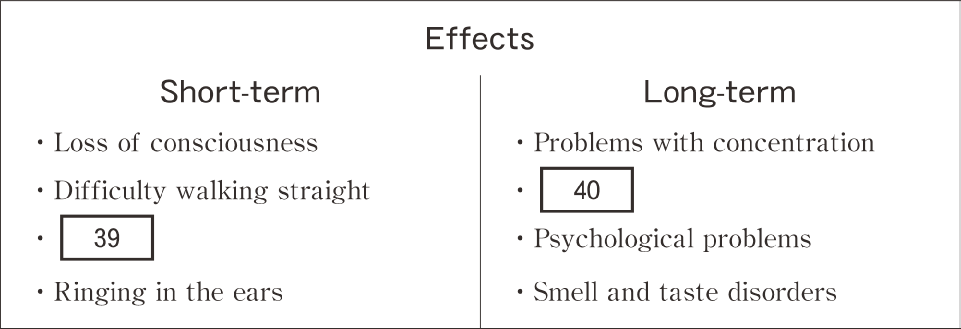 Effects
Short-term
・Loss of consciousness
・Difficulty walking straight
・39
・Ringing in the ears
Long-term
・Problems with concentration
・40
・Psychological problems
・Smell and taste disorders